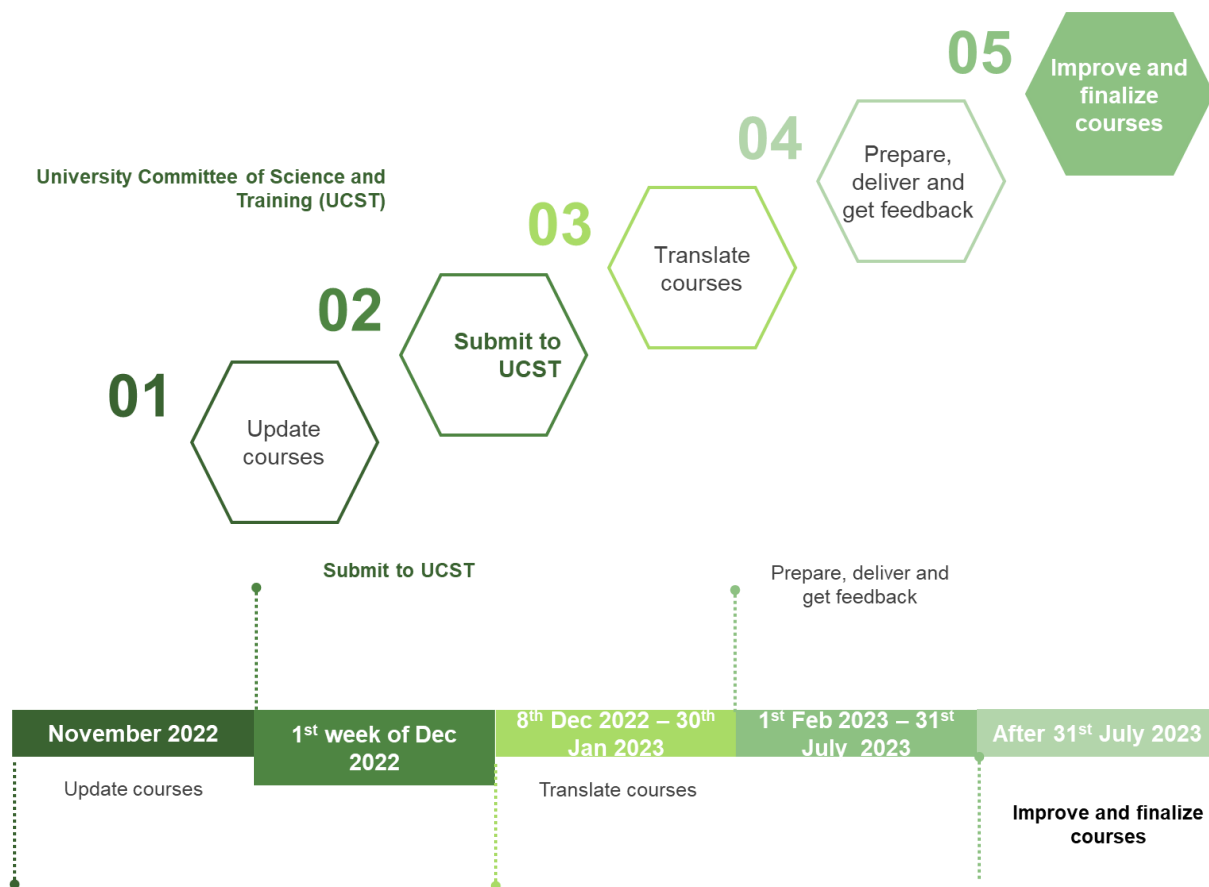 05
Improve and
finalize
courses
04
Prepare,
deliver and
get feedback
University Committee of Science and
Training (UCST)
03
Translate
courses
02
Submit to
UCST
01
Update
courses
Submit to UCST
Prepare, deliver and
get feedback
November 2022
1st week of Dec
2022
8th Dec 2022 – 30th
Jan 2023
1st Feb 2023 – 31st
July 2023
After 31st July 2023
Update courses
Translate courses
Improve and finalize
courses